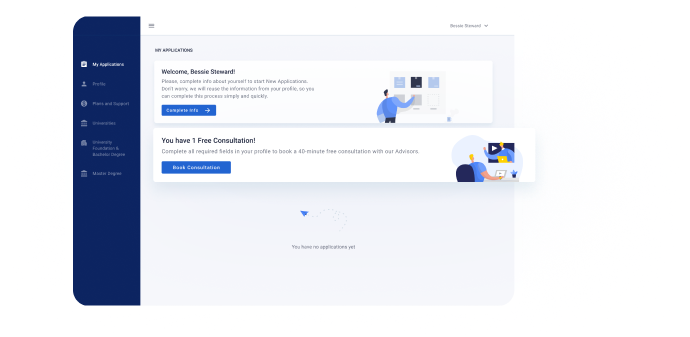 Bessie Steward
My Applications
Profile
Plans and Support
Universities
University
Foundation &
Bachelor Degree
Master Degree
MY APPLICATIONS
Welcome, Bessie Steward!
Please, complete info about yourself to start New Applications.
Don't worry, we will reuse the information from your profile, so you
can complete this process simply and quickly.
Complete Info
You have 1 Free Consultation!
Complete all required fields in your profile to book a 40-minute free consultation with our Advisors.
Book Consultation
You have no applications yet